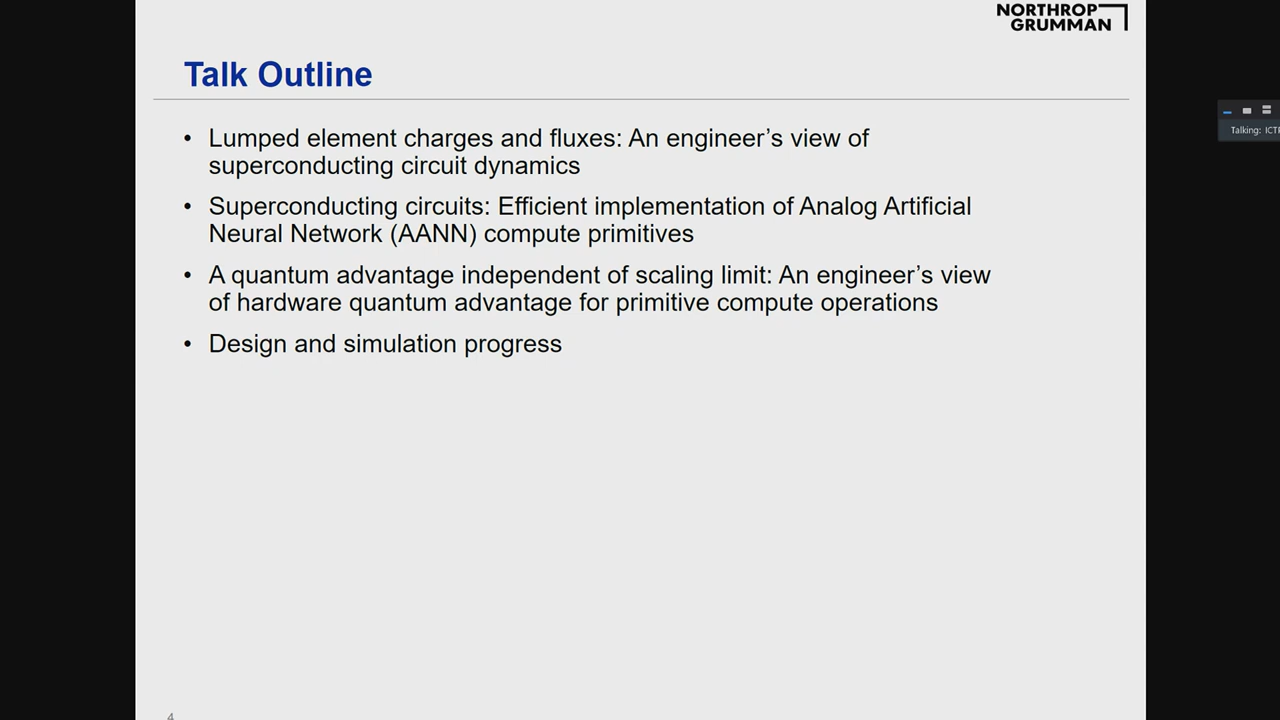 NORTHROP
GRUMMAN
Talk Outline
• Lumped element charges and fluxes: An engineer’s view of
superconducting circuit dynamics
• Superconducting circuits: Efficient implementation of Analog Artificial
Neural Network (AANN) compute primitives
• A quantum advantage independent of scaling limit: An engineer’s view
of hardware quantum advantage for primitive compute operations
• Design and simulation progress
Talking:
4